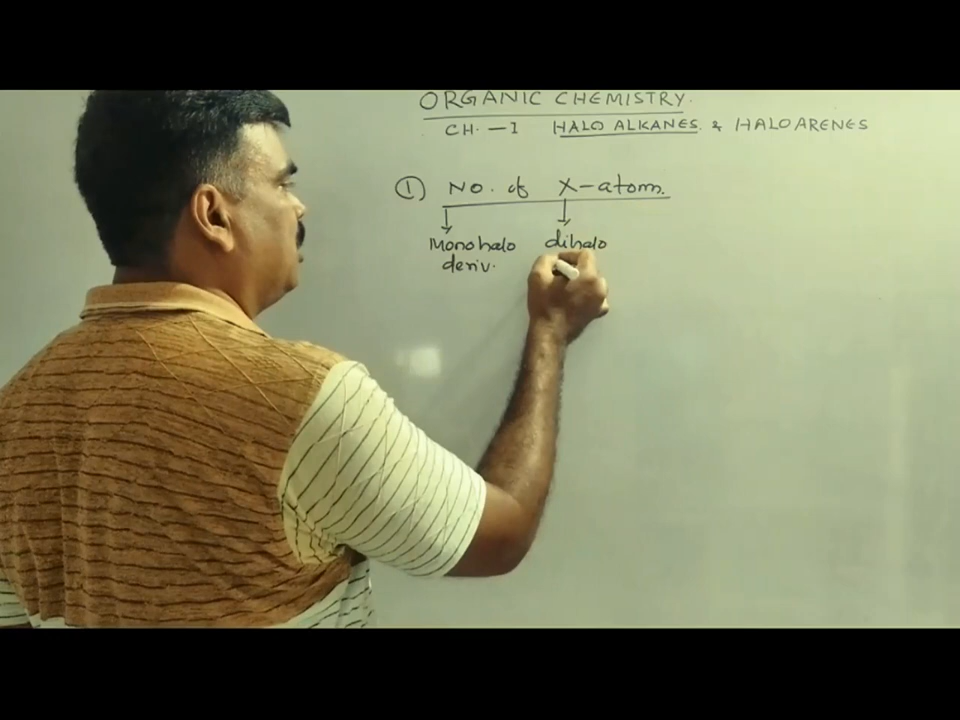 ORGANIC CHEMISTRY.
CH. - I HALO ALKANES & HALOARENES
① No. of X-atom.
Monohalo dihalo
deriv.